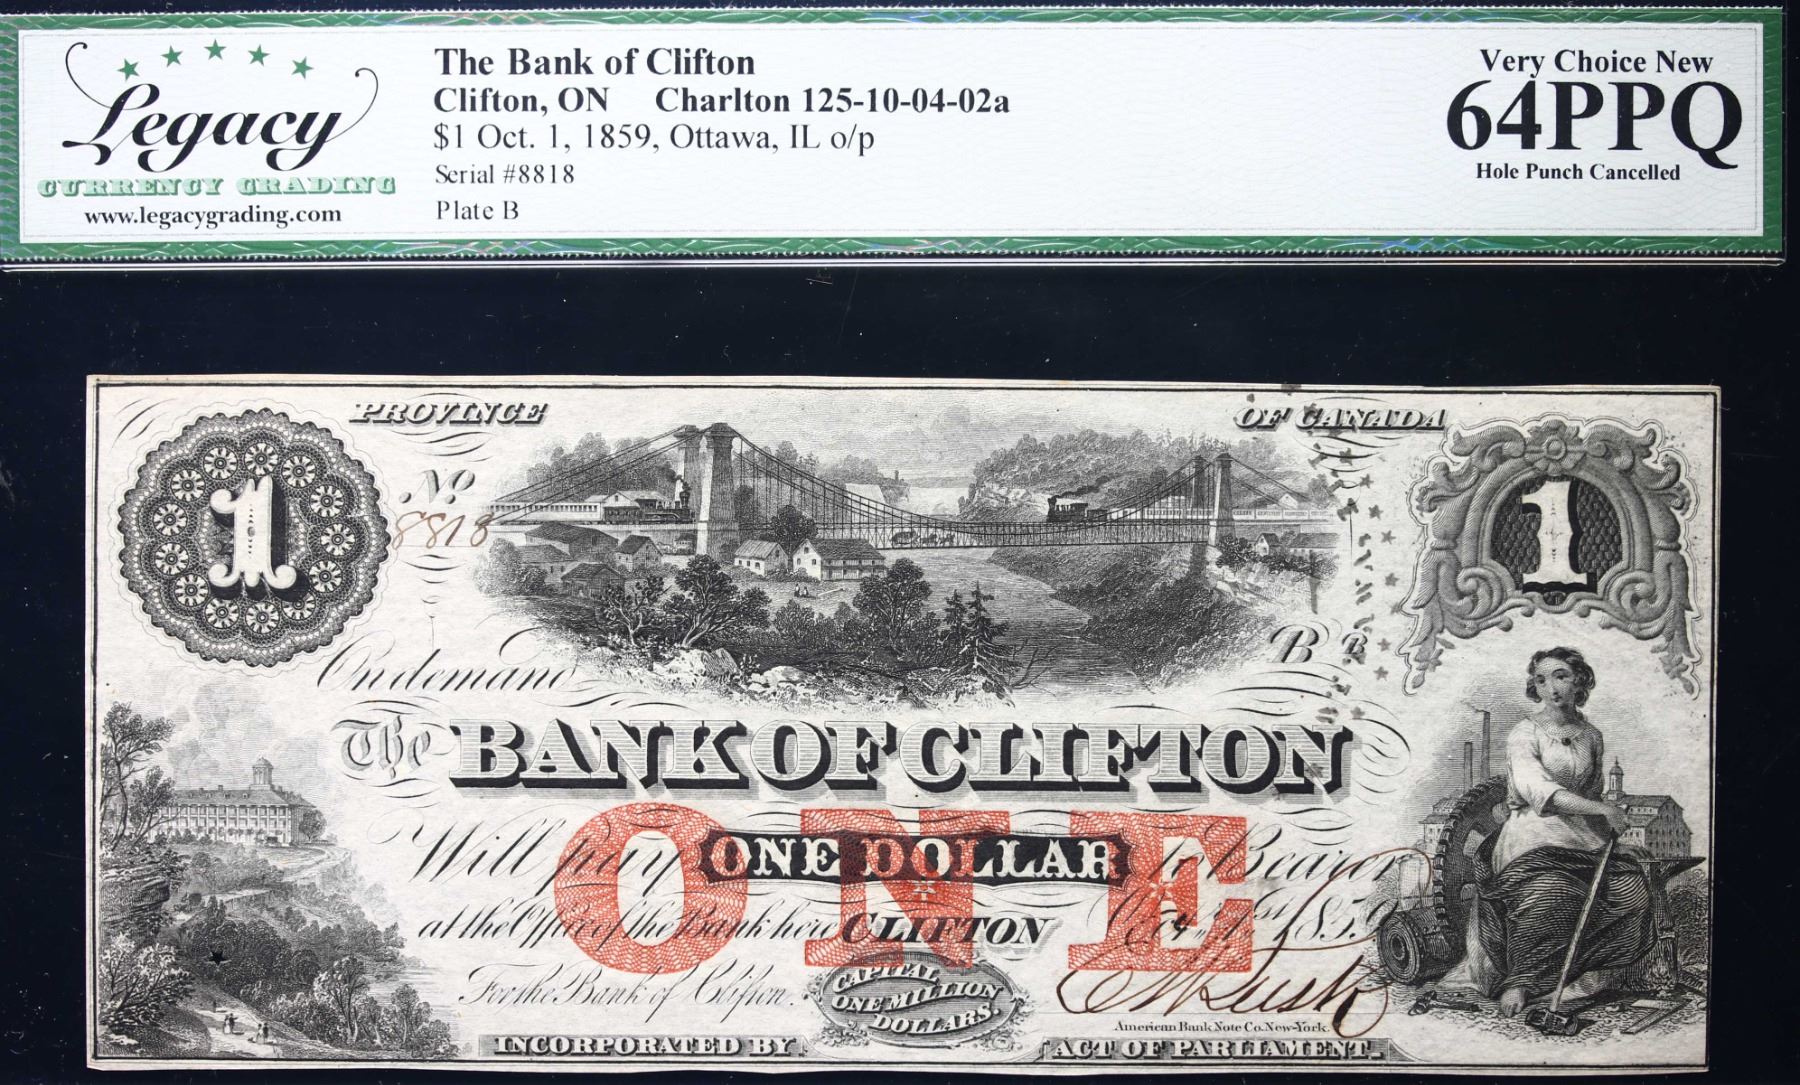 Legacy
CURRENCY GRADING
www.legacygrading.com
The Bank of Clifton
Clifton, ON Charlton 125-10-04-02a
$1 Oct. 1, 1859, Ottawa, IL o/p
Serial #8818
Plate B
Very Choice New
64PPQ
Hole Punch Cancelled
PROVINCE OF CANADA
1
No
8818
1
B B
On demand
The BANK OF CLIFTON
ONE
Will pay ONE DOLLAR to Bearer
at the Office of the Bank here CLIFTON Oct. 1st 1859
For the Bank of Clifton.
CAPITAL
ONE MILLION
DOLLARS.
American Bank Note Co. New-York.
INCORPORATED BY ACT OF PARLIAMENT.